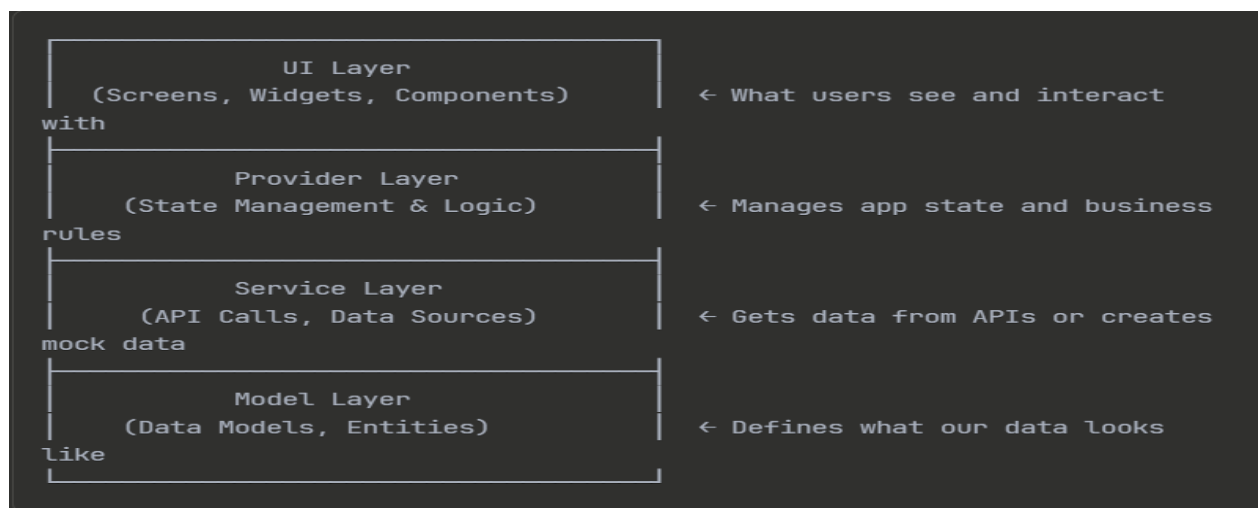 UI Layer
(Screens, Widgets, Components) ← What users see and interact
with
Provider Layer
(State Management & Logic) ← Manages app state and business
rules
Service Layer
(API Calls, Data Sources) ← Gets data from APIs or creates
mock data
Model Layer
(Data Models, Entities) ← Defines what our data looks
like